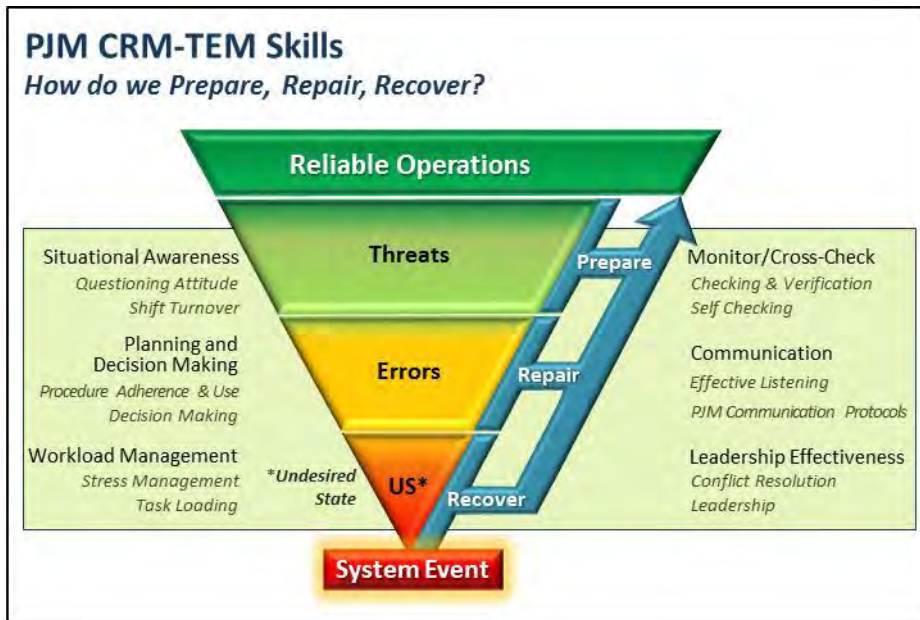 PJM CRM-TEM Skills
How do we Prepare, Repair, Recover?
Reliable Operations
Situational Awareness
Questioning Attitude
Shift Turnover
Planning and
Decision Making
Procedure Adherence & Use
Decision Making
Workload Management
Stress Management
Task Loading
*Undesired
State
Threats
Errors
US*
Prepare
Repair
Recover
Monitor/Cross-Check
Checking & Verification
Self Checking
Communication
Effective Listening
PJM Communication Protocols
Leadership Effectiveness
Conflict Resolution
Leadership
System Event